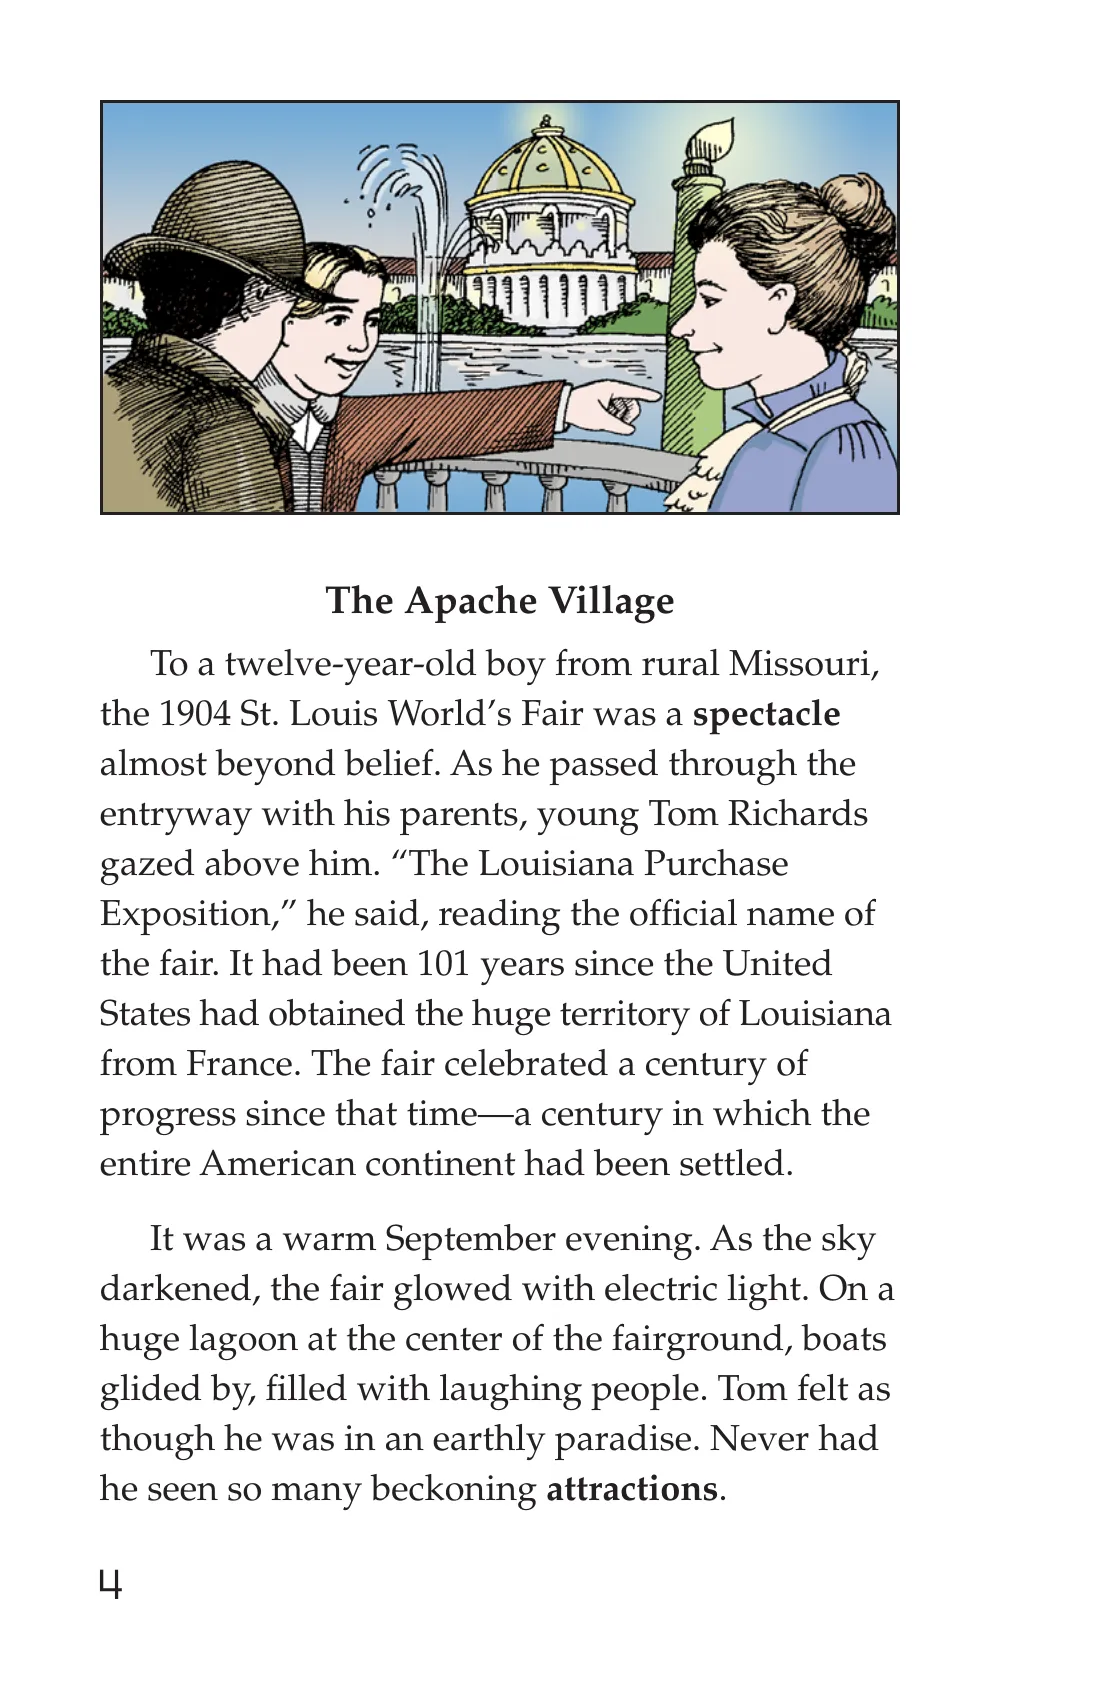 The Apache Village
To a twelve-year-old boy from rural Missouri,
the 1904 St. Louis World’s Fair was a spectacle
almost beyond belief. As he passed through the
entryway with his parents, young Tom Richards
gazed above him. “The Louisiana Purchase
Exposition,” he said, reading the official name of
the fair. It had been 101 years since the United
States had obtained the huge territory of Louisiana
from France. The fair celebrated a century of
progress since that time—a century in which the
entire American continent had been settled.
It was a warm September evening. As the sky
darkened, the fair glowed with electric light. On a
huge lagoon at the center of the fairground, boats
glided by, filled with laughing people. Tom felt as
though he was in an earthly paradise. Never had
he seen so many beckoning attractions.
4